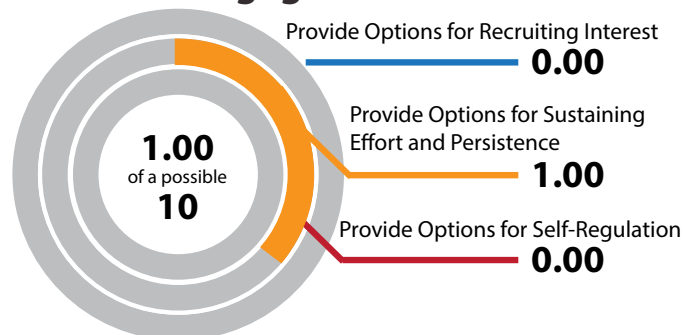 Provide Options for Recruiting Interest
0.00
Provide Options for Sustaining
Effort and Persistence
1.00
1.00
of a possible
10
Provide Options for Self-Regulation
0.00